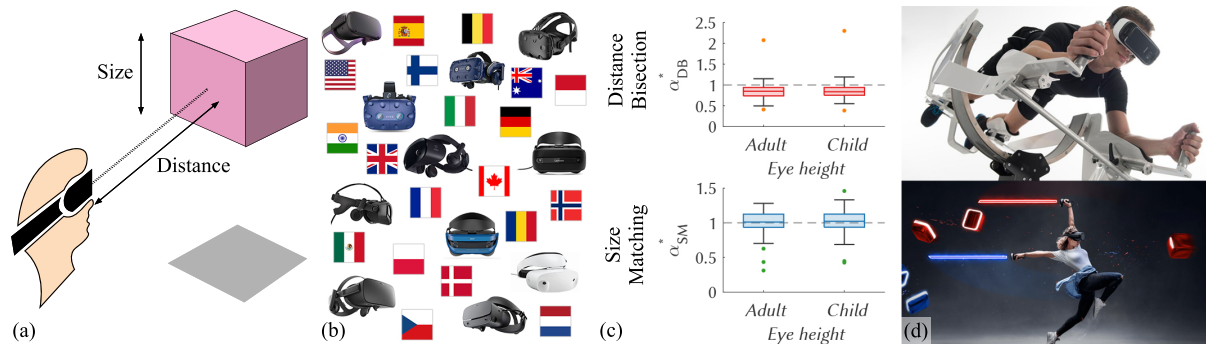 Size
Distance
(a)
(b)
Distance
Bisection
α*DB
2.5
2
1.5
1
0.5
0
Adult
Child
Eye height
Size
Matching
α*SM
1.5
1
0.5
0
Adult
Child
Eye height
(c)
(d)